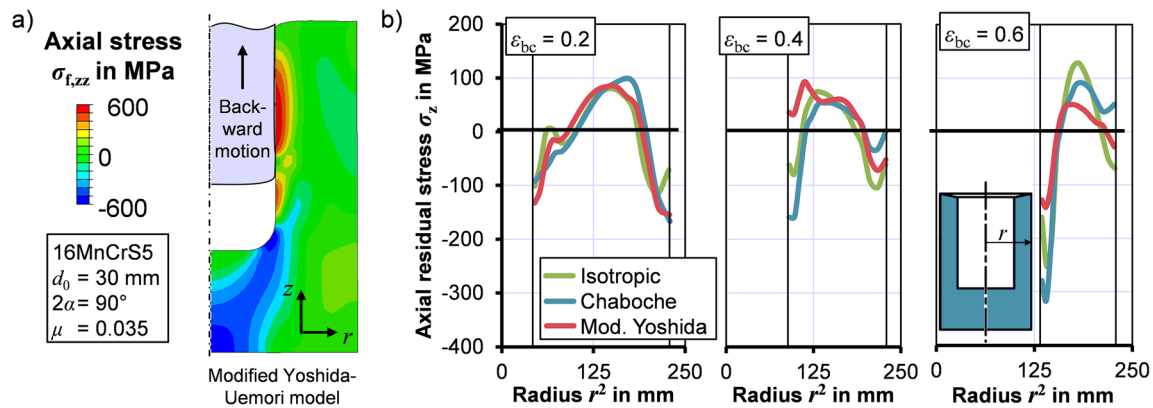 a)
Axial stress
σf,zz in MPa
600
0
-600
16MnCrS5
d0 = 30 mm
2α = 90°
μ = 0.035
Back-
ward
motion
z
r
Modified Yoshida-
Uemori model
b)
Axial residual stress σz in MPa
200
100
0
-100
-200
-300
-400
εbc = 0.2
εbc = 0.4
εbc = 0.6
Isotropic
Chaboche
Mod. Yoshida
r
0 125 250
0 125 250
0 125 250
Radius r² in mm
Radius r² in mm
Radius r² in mm